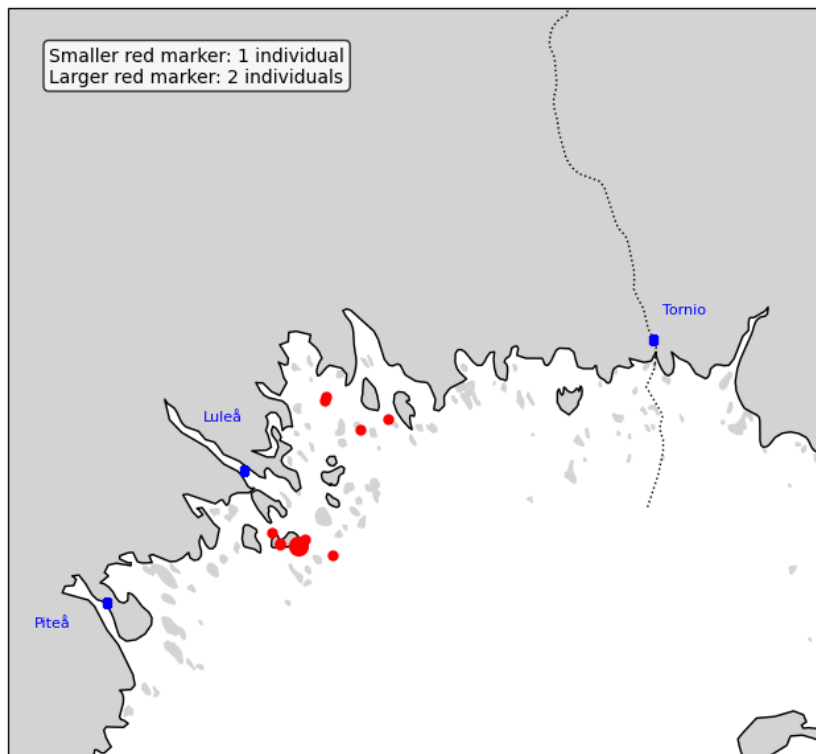 Smaller red marker: 1 individual
Larger red marker: 2 individuals
Tornio
Luleå
Piteå